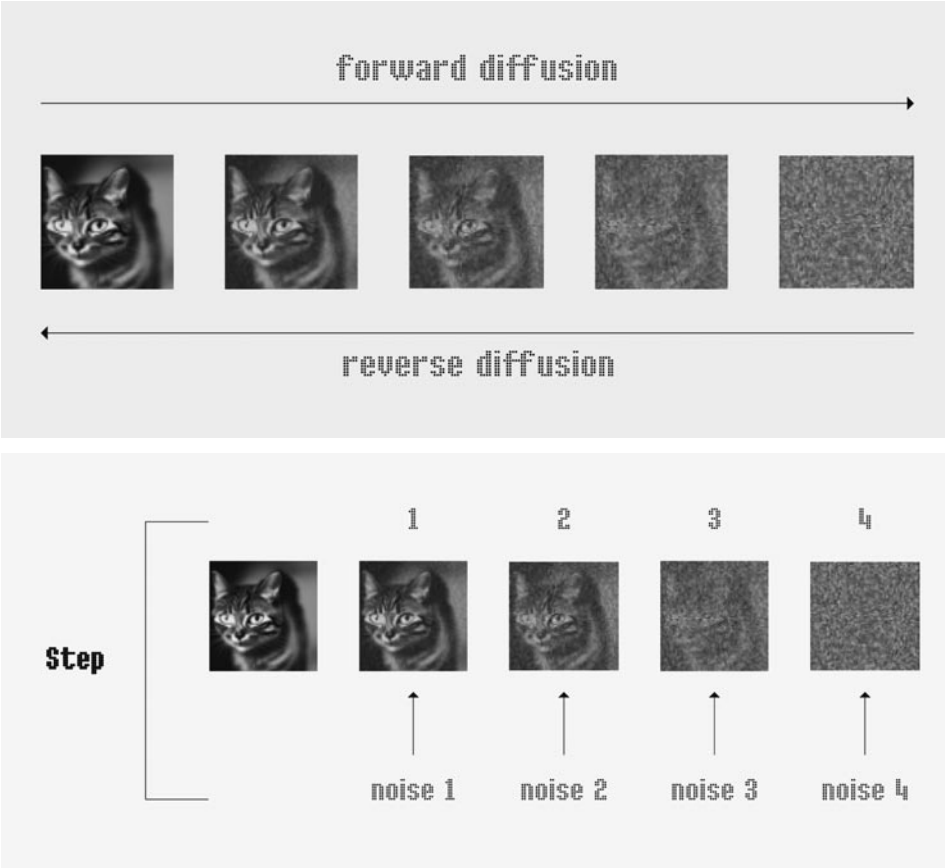 forward diffusion
reverse diffusion
1 2 3 4
Step
noise 1 noise 2 noise 3 noise 4